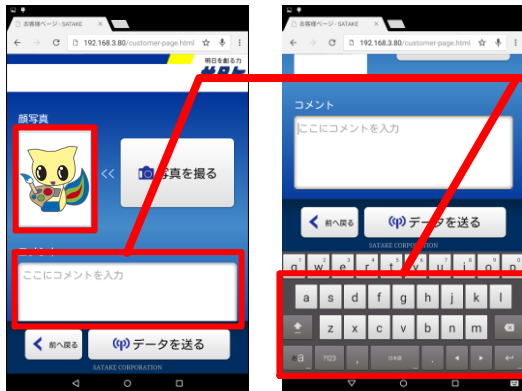 お客様ページ - SATAKE
192.168.3.80/customer-page.html
明日を創る力
顔写真
<<
写真を撮る
ここにコメントを入力
前へ戻る
データを送る
SATAKE CORPORATION
お客様ページ - SATAKE
192.168.3.80/customer-page.html
コメント
ここにコメントを入力
前へ戻る
データを送る
SATAKE CORPORATION
q w e r t y u i o p
a s d f g h j k l
z x c v b n m
?123 , 日本語 .